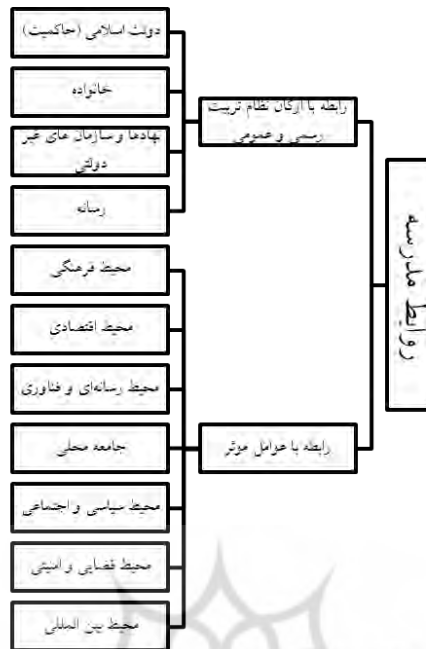 روابط مدرسه
رابطه با ارکان نظام تربیت
رسمی و عمومی
دولت اسلامی (حاکمیت)
خانواده
نهادها و سازمان های غیر
دولتی
رسانه
رابطه با عوامل موثر
محیط فرهنگی
محیط اقتصادی
محیط رسانه‌ای و فناوری
جامعه محلی
محیط سیاسی و اجتماعی
محیط قضایی و امنیتی
محیط بین المللی